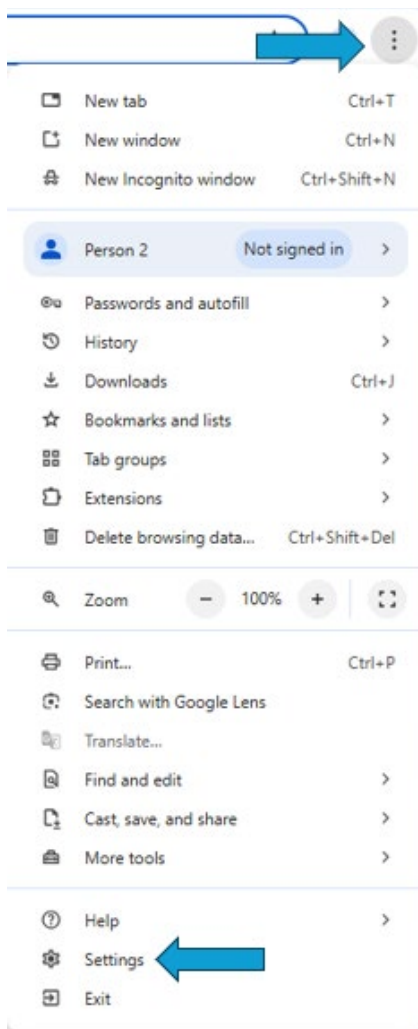 New tab Ctrl+T
New window Ctrl+N
New Incognito window Ctrl+Shift+N
Person 2 Not signed in
Passwords and autofill
History
Downloads Ctrl+J
Bookmarks and lists
Tab groups
Extensions
Delete browsing data... Ctrl+Shift+Del
Zoom − 100% +
Print... Ctrl+P
Search with Google Lens
Translate...
Find and edit
Cast, save, and share
More tools
Help
Settings
Exit